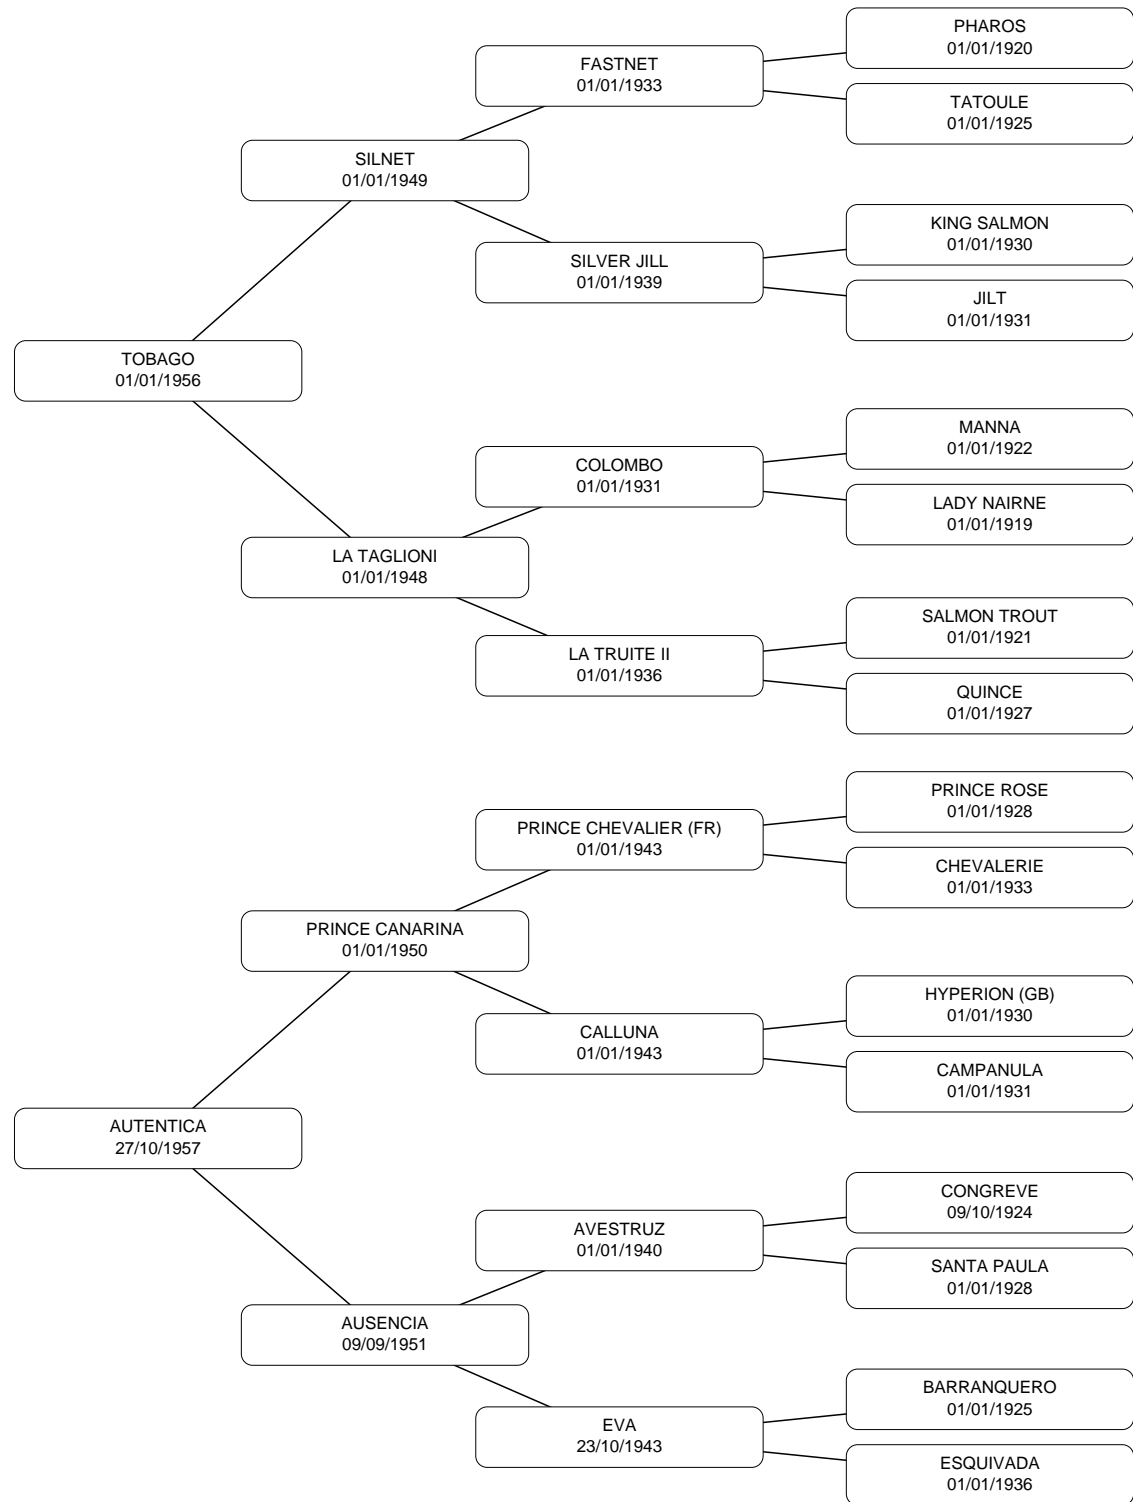 PHAROS
01/01/1920
FASTNET
01/01/1933
TATOULE
01/01/1925
SILNET
01/01/1949
KING SALMON
01/01/1930
SILVER JILL
01/01/1939
JILT
01/01/1931
TOBAGO
01/01/1956
MANNA
01/01/1922
COLOMBO
01/01/1931
LADY NAIRNE
01/01/1919
LA TAGLIONI
01/01/1948
SALMON TROUT
01/01/1921
LA TRUITE II
01/01/1936
QUINCE
01/01/1927
PRINCE ROSE
01/01/1928
PRINCE CHEVALIER (FR)
01/01/1943
CHEVALERIE
01/01/1933
PRINCE CANARINA
01/01/1950
HYPERION (GB)
01/01/1930
CALLUNA
01/01/1943
CAMPANULA
01/01/1931
AUTENTICA
27/10/1957
CONGREVE
09/10/1924
AVESTRUZ
01/01/1940
SANTA PAULA
01/01/1928
AUSENCIA
09/09/1951
BARRANQUERO
01/01/1925
EVA
23/10/1943
ESQUIVADA
01/01/1936